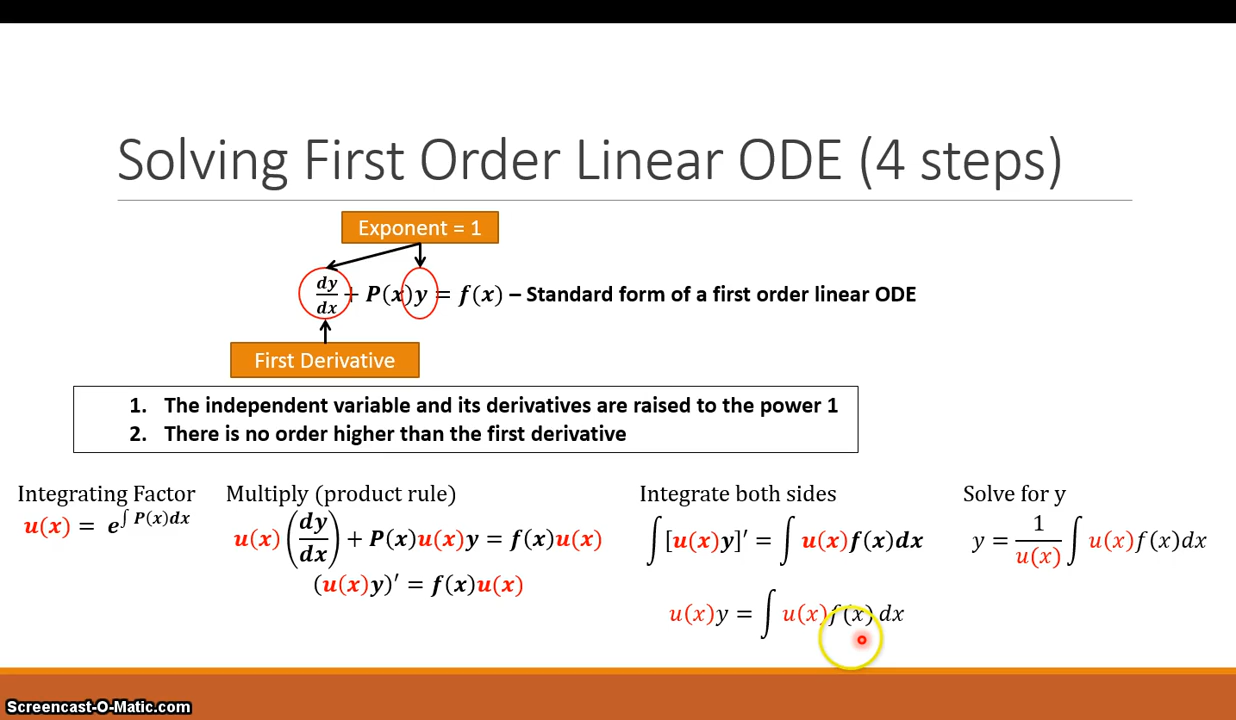 Solving First Order Linear ODE (4 steps)
Exponent = 1
dy/dx + P(x)y = f(x) – Standard form of a first order linear ODE
First Derivative
1. The independent variable and its derivatives are raised to the power 1
2. There is no order higher than the first derivative
Integrating Factor
u(x) = e^∫ P(x)dx
Multiply (product rule)
u(x)(dy/dx) + P(x)u(x)y = f(x)u(x)
(u(x)y)′ = f(x)u(x)
Integrate both sides
∫[u(x)y]′ = ∫ u(x)f(x)dx
u(x)y = ∫ u(x)f(x) dx
Solve for y
y = 1/u(x) ∫ u(x)f(x)dx
Screencast-O-Matic.com